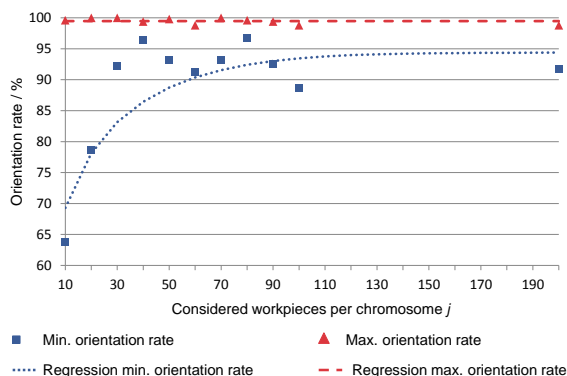 100
95
90
85
80
75
70
65
60
Orientation rate / %
10 30 50 70 90 110 130 150 170 190
Considered workpieces per chromosome j
Min. orientation rate Max. orientation rate
Regression min. orientation rate Regression max. orientation rate